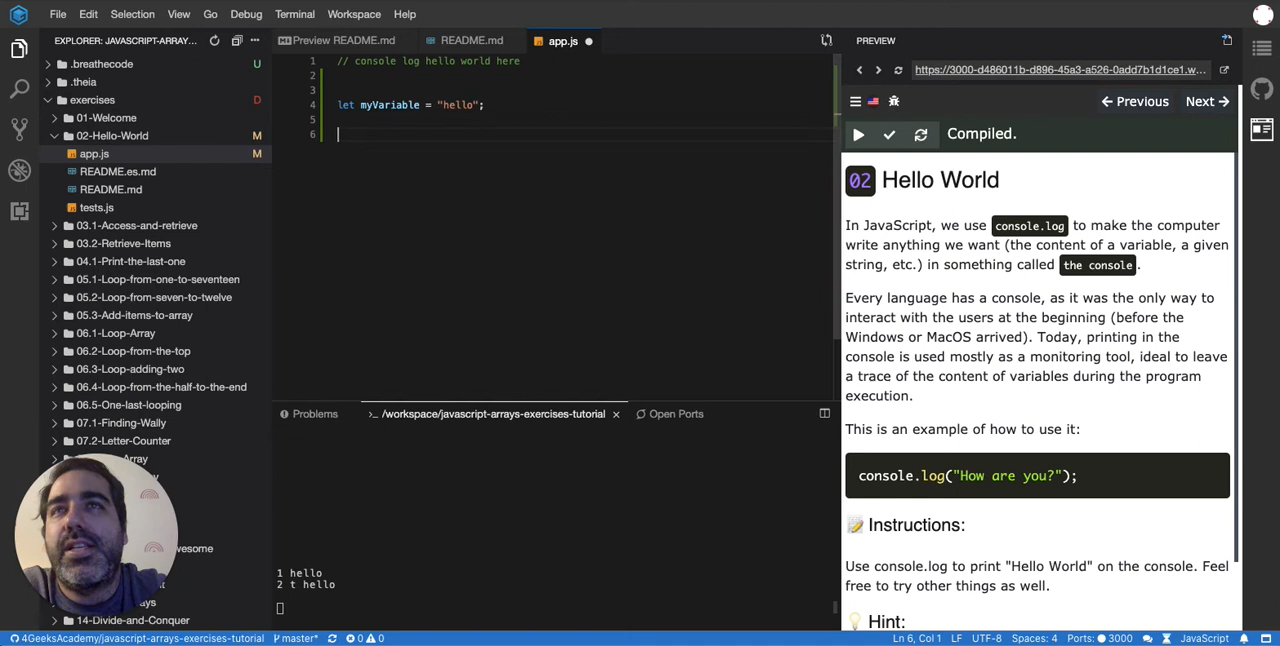 File Edit Selection View Go Debug Terminal Workspace Help
EXPLORER: JAVASCRIPT-ARRAY...
.breathecode U
.theia
exercises D
01-Welcome
02-Hello-World M
app.js M
README.es.md
README.md
tests.js
03.1-Access-and-retrieve
03.2-Retrieve-Items
04.1-Print-the-last-one
05.1-Loop-from-one-to-seventeen
05.2-Loop-from-seven-to-twelve
05.3-Add-items-to-array
06.1-Loop-Array
06.2-Loop-from-the-top
06.3-Loop-adding-two
06.4-Loop-from-the-half-to-the-end
06.5-One-last-looping
07.1-Finding-Wally
07.2-Letter-Counter
14-Divide-and-Conquer
Preview README.md README.md app.js
1 // console log hello world here
2
3
4 let myVariable = "hello";
5
6
Problems >_ /workspace/javascript-arrays-exercises-tutorial × Open Ports
1 hello
2 t hello
PREVIEW
https://3000-d486011b-d896-45a3-a526-0add7b1d1ce1.w...
Previous Next
Compiled.
02 Hello World
In JavaScript, we use console.log to make the computer
write anything we want (the content of a variable, a given
string, etc.) in something called the console.
Every language has a console, as it was the only way to
interact with the users at the beginning (before the
Windows or MacOS arrived). Today, printing in the
console is used mostly as a monitoring tool, ideal to leave
a trace of the content of variables during the program
execution.
This is an example of how to use it:
console.log("How are you?");
Instructions:
Use console.log to print "Hello World" on the console. Feel
free to try other things as well.
Hint:
4GeeksAcademy/javascript-arrays-exercises-tutorial master* 0 0 Ln 6, Col 1 LF UTF-8 Spaces: 4 Ports: 3000 JavaScript